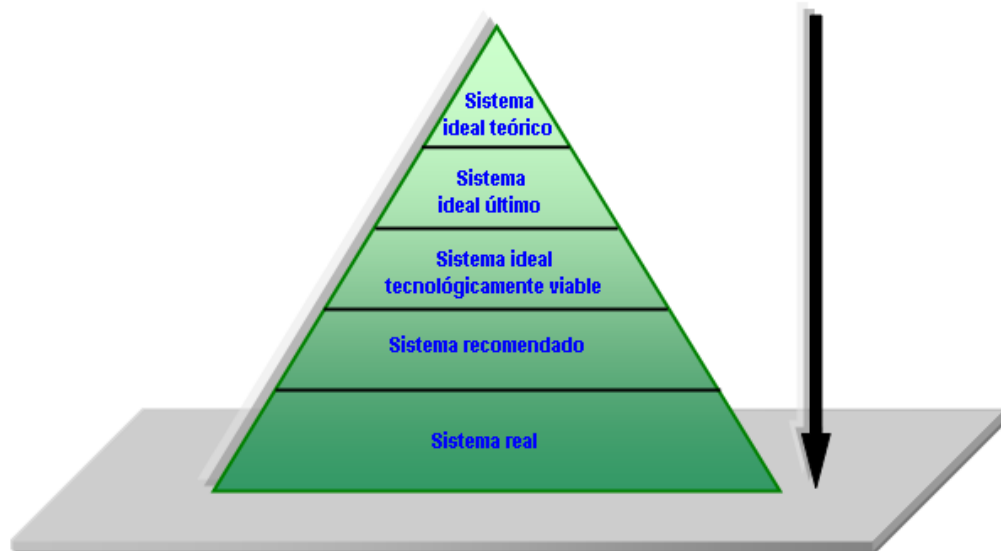 Sistema
ideal teórico
Sistema
ideal último
Sistema ideal
tecnológicamente viable
Sistema recomendado
Sistema real